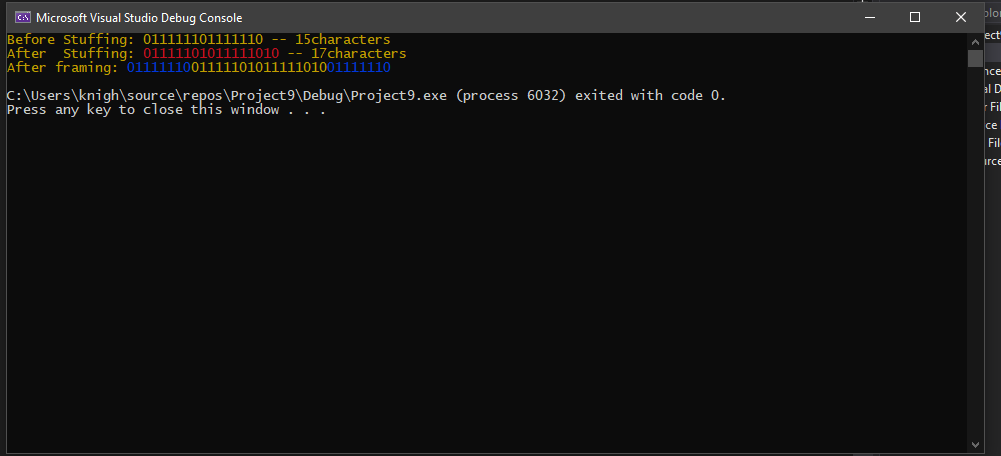 Microsoft Visual Studio Debug Console
Before Stuffing: 011111101111110 -- 15characters
After  Stuffing: 01111101011111010 -- 17characters
After framing: 011111100111110101111101001111110
C:\Users\knigh\source\repos\Project9\Debug\Project9.exe (process 6032) exited with code 0.
Press any key to close this window . . .